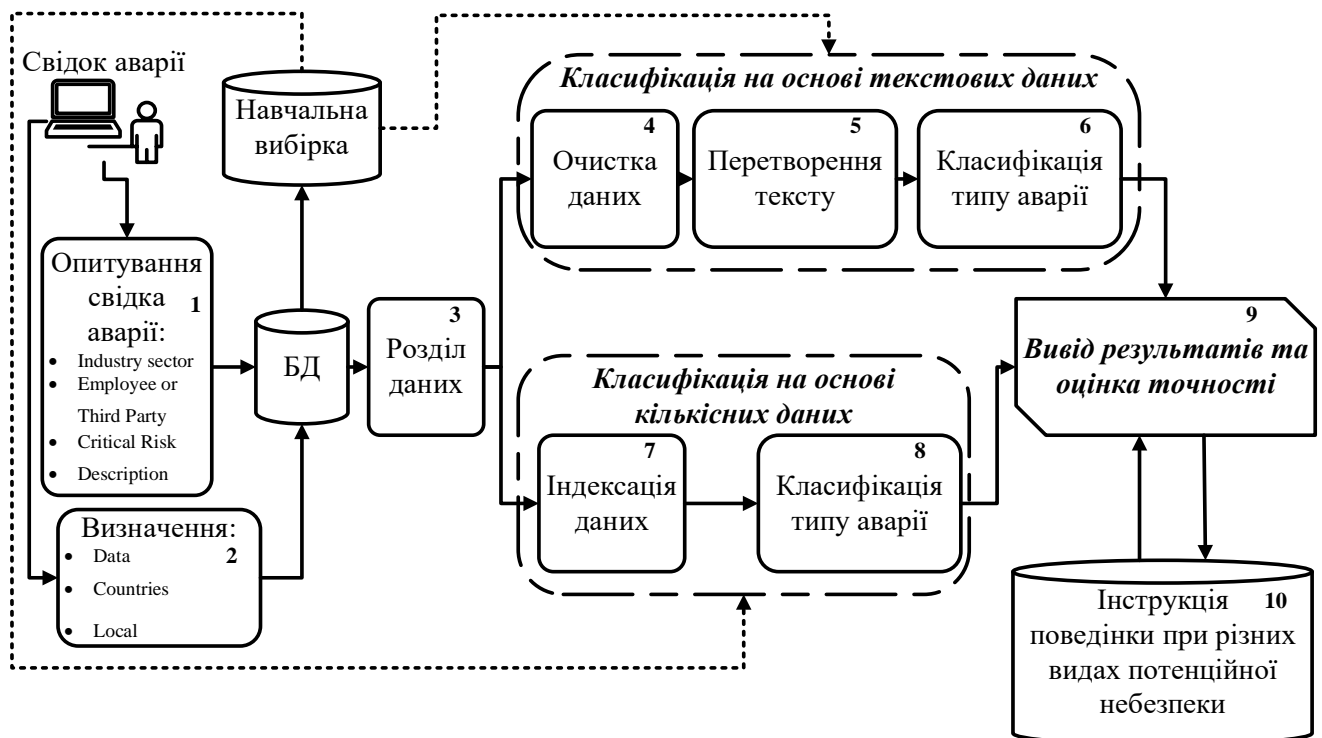 Свідок аварії
Навчальна
вибірка
Опитування
свідка
аварії:
1
• Industry sector
• Employee or
Third Party
• Critical Risk
• Description
Визначення:
2
• Data
• Countries
• Local
БД
3
Розділ
даних
Класифікація на основі текстових даних
4
Очистка
даних
5
Перетворення
тексту
6
Класифікація
типу аварії
Класифікація на основі
кількісних даних
7
Індексація
даних
8
Класифікація
типу аварії
9
Вивід результатів та
оцінка точності
Інструкція 10
поведінки при різних
видах потенційної
небезпеки